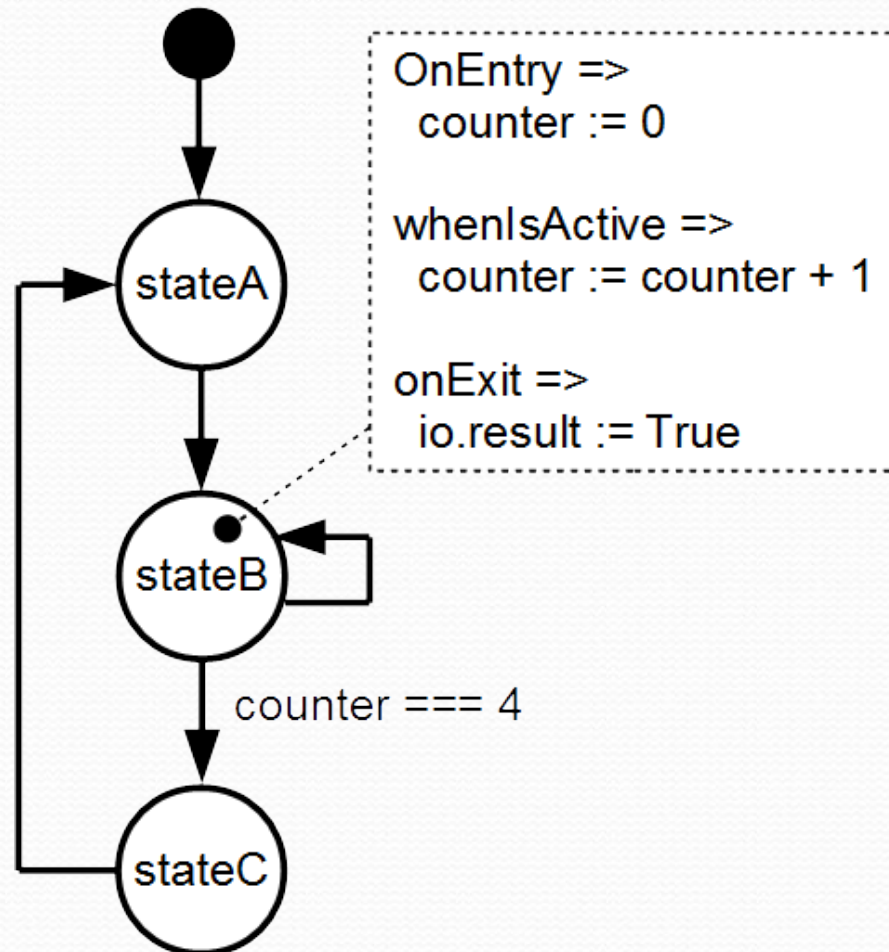 OnEntry =>
counter := 0
whenIsActive =>
counter := counter + 1
onExit =>
io.result := True
stateA
stateB
counter === 4
stateC